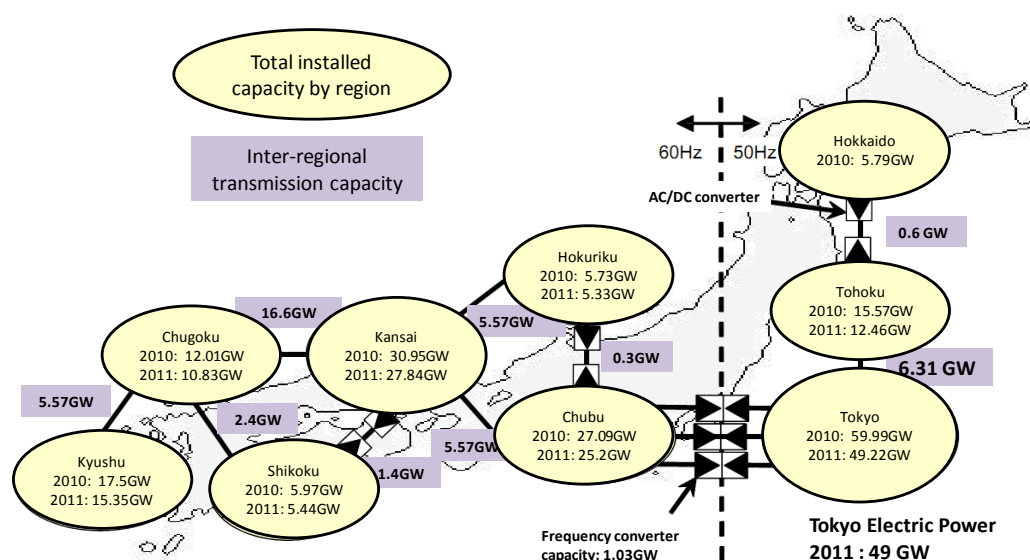 Total installed
capacity by region
Inter-regional
transmission capacity
60Hz
50Hz
Hokkaido
2010: 5.79GW
AC/DC converter
0.6 GW
Hokuriku
2010: 5.73GW
2011: 5.33GW
Tohoku
2010: 15.57GW
2011: 12.46GW
16.6GW
5.57GW
Chugoku
2010: 12.01GW
2011: 10.83GW
Kansai
2010: 30.95GW
2011: 27.84GW
0.3GW
6.31 GW
5.57GW
2.4GW
Chubu
2010: 27.09GW
2011: 25.2GW
Tokyo
2010: 59.99GW
2011: 49.22GW
5.57GW
Kyushu
2010: 17.5GW
2011: 15.35GW
Shikoku
2010: 5.97GW
2011: 5.44GW
1.4GW
Frequency converter
capacity: 1.03GW
Tokyo Electric Power
2011 : 49 GW